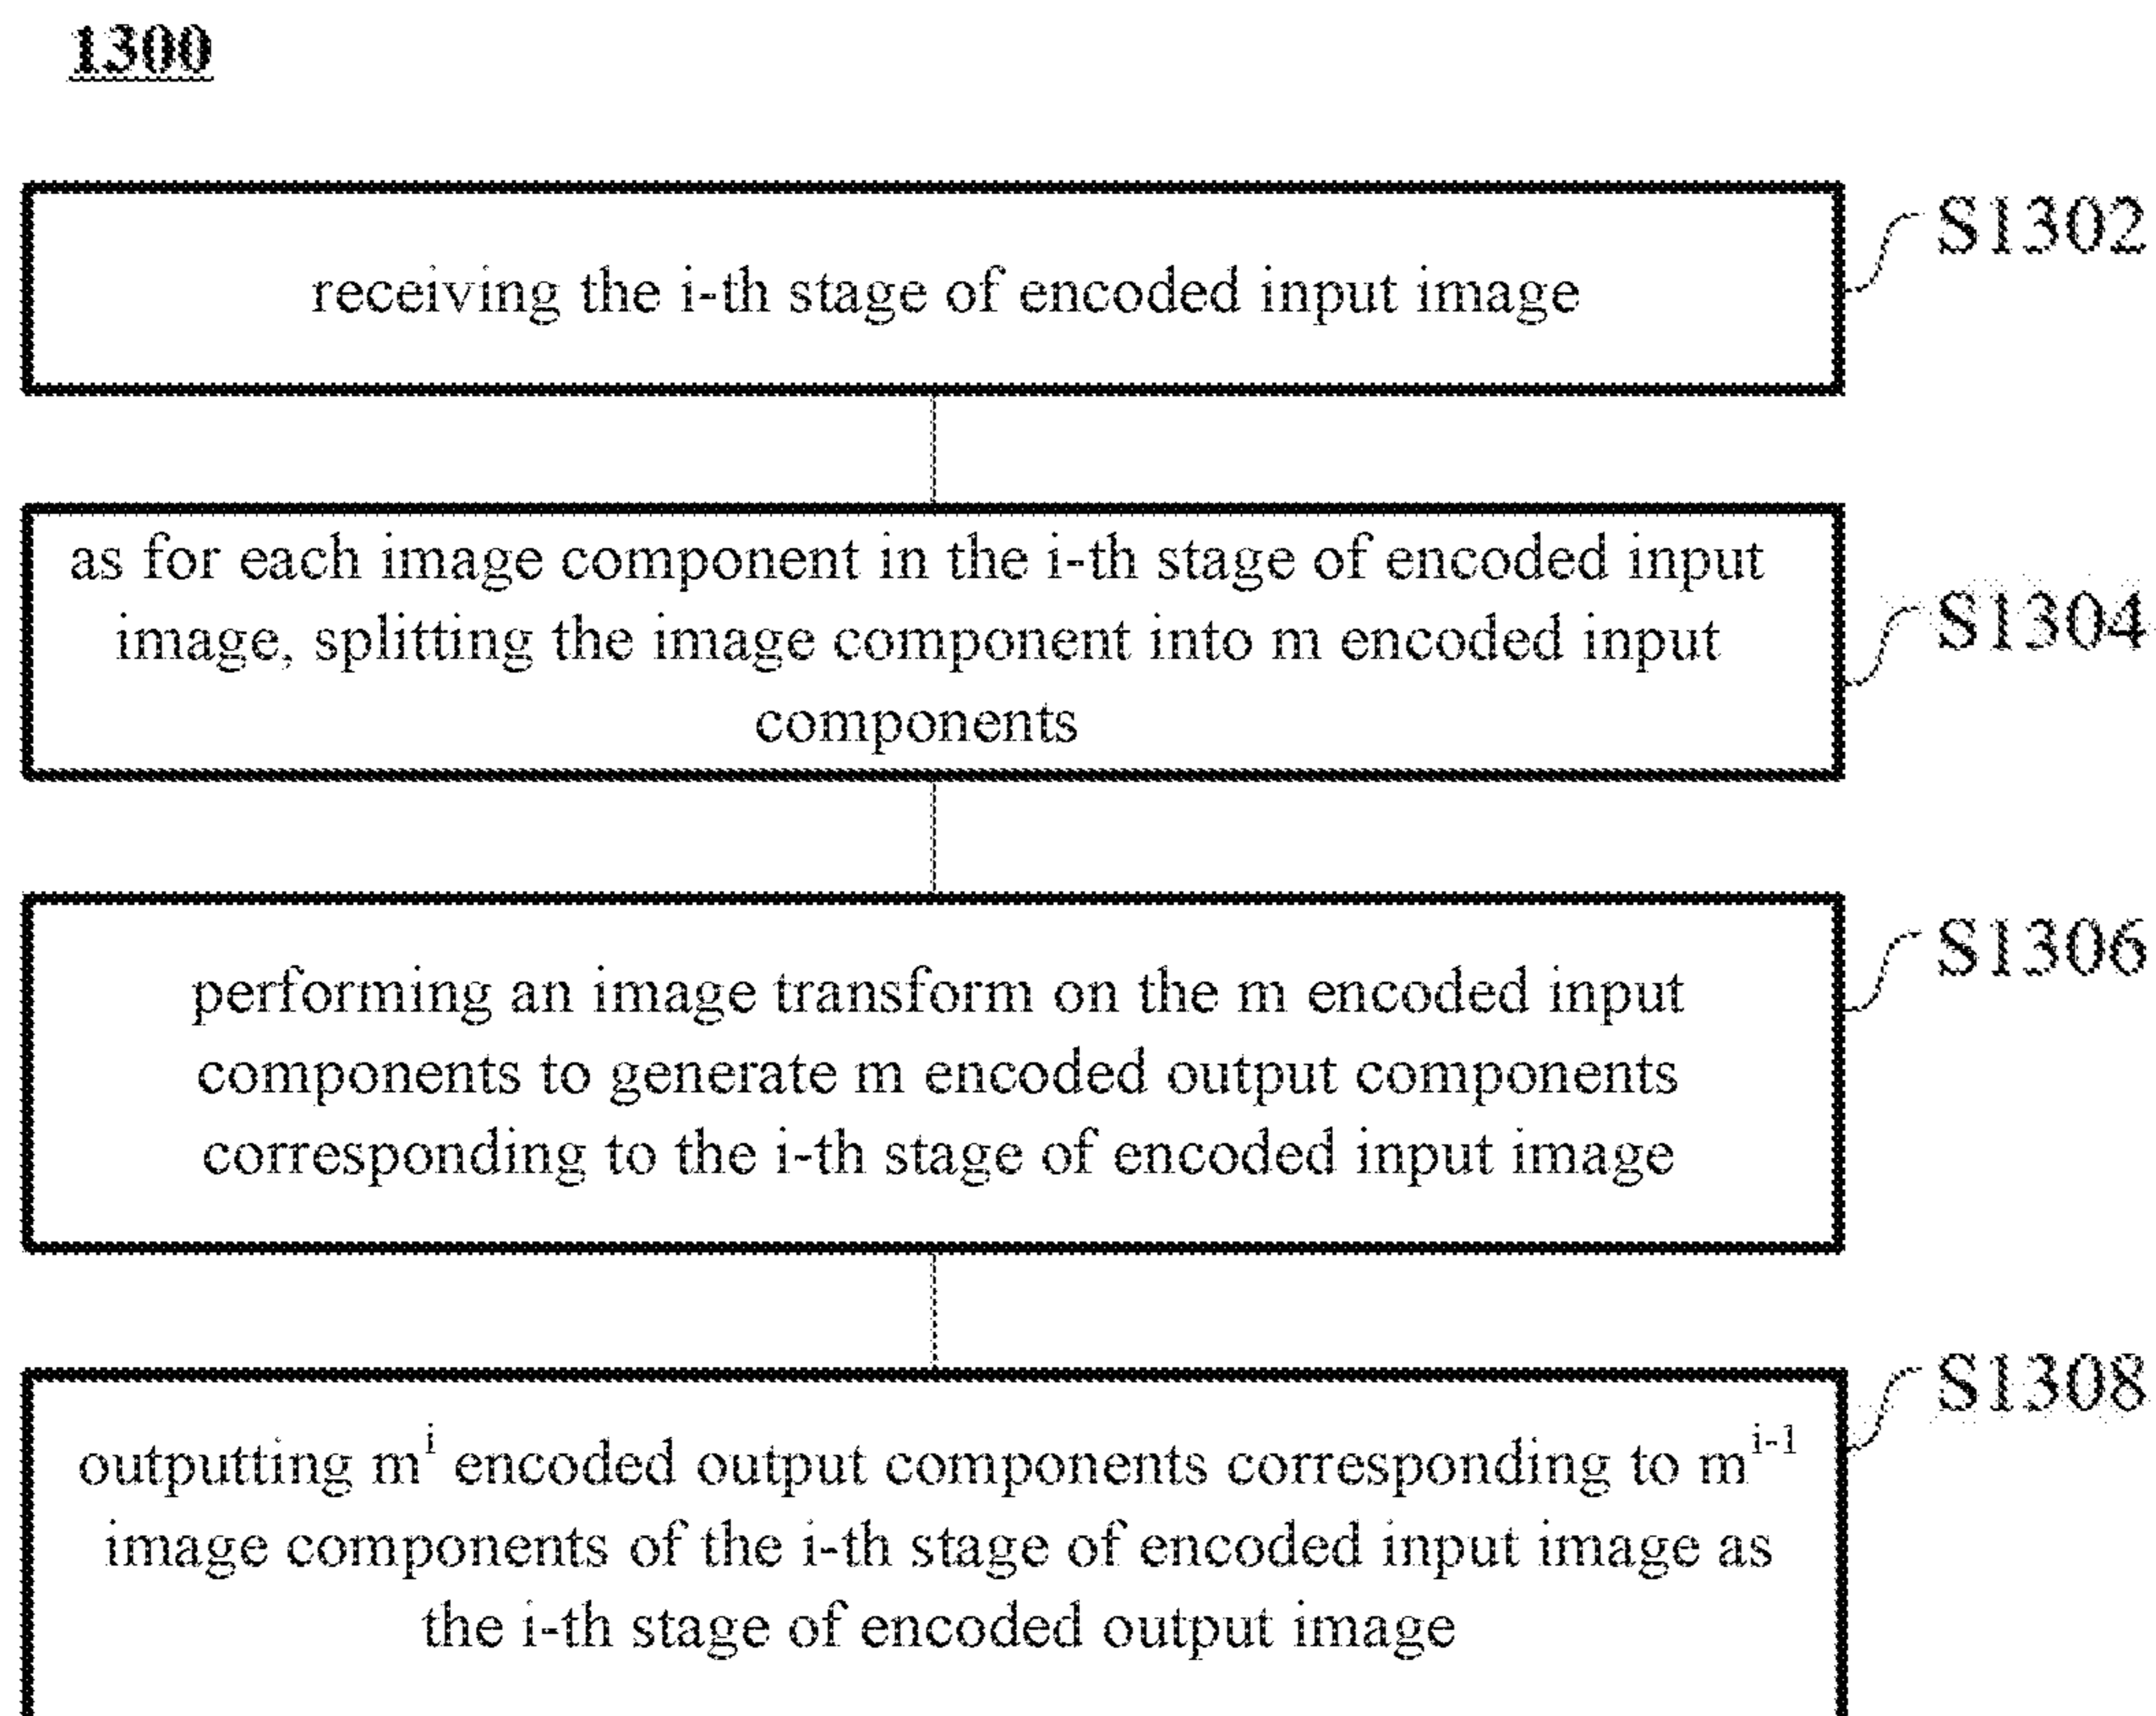 1300
receiving the i-th stage of encoded input image
S1302
as for each image component in the i-th stage of encoded input
image, splitting the image component into m encoded input
components
S1304
performing an image transform on the m encoded input
components to generate m encoded output components
corresponding to the i-th stage of encoded input image
S1306
outputting mⁱ encoded output components corresponding to mⁱ⁻¹
image components of the i-th stage of encoded input image as
the i-th stage of encoded output image
S1308